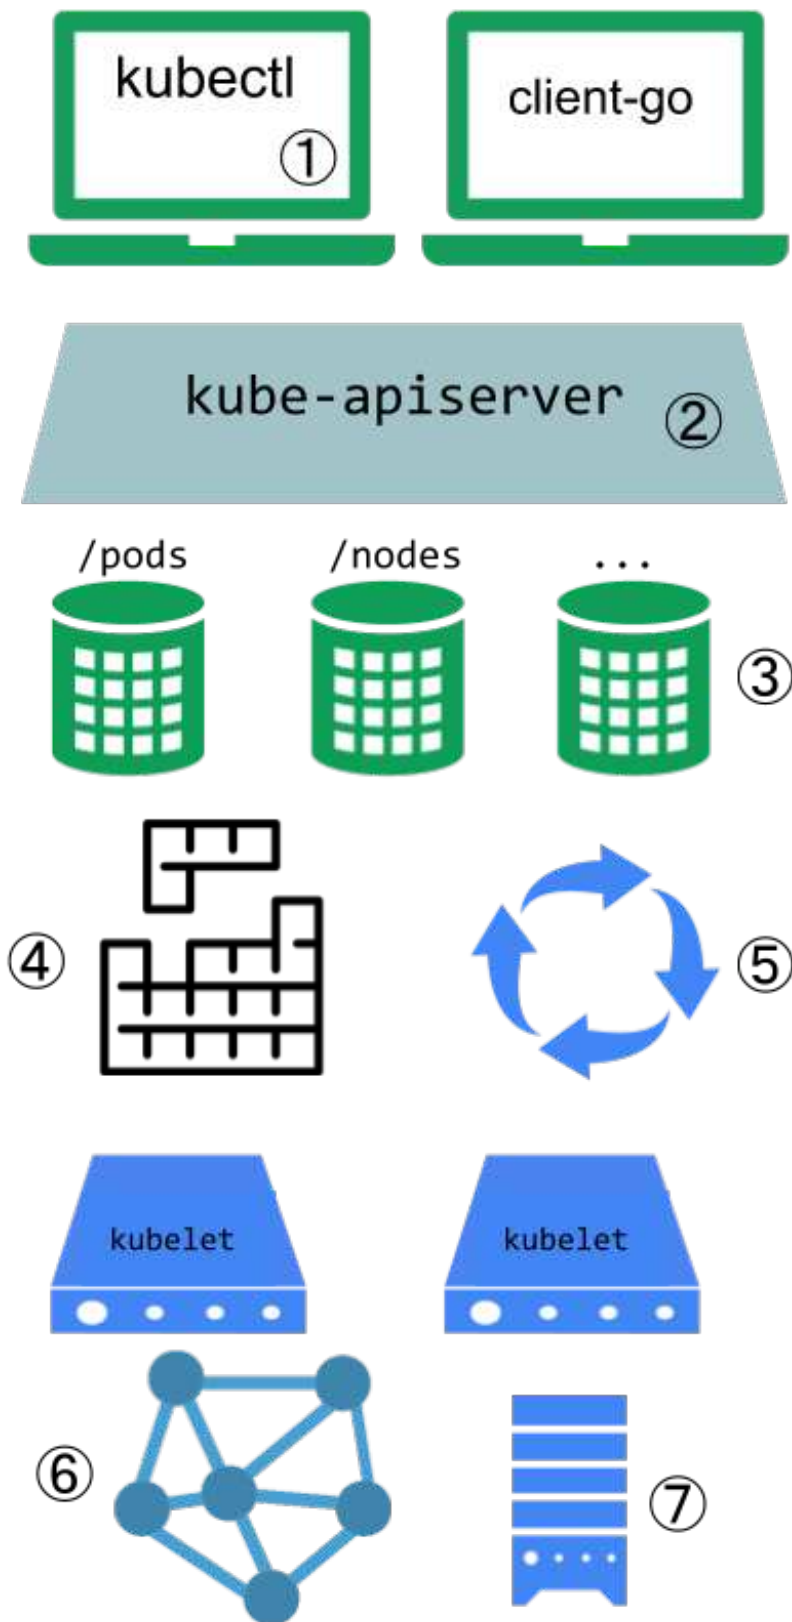 kubectl
①
client-go
kube-apiserver
②
/pods
/nodes
...
③
④
⑤
kubelet
kubelet
⑥
⑦